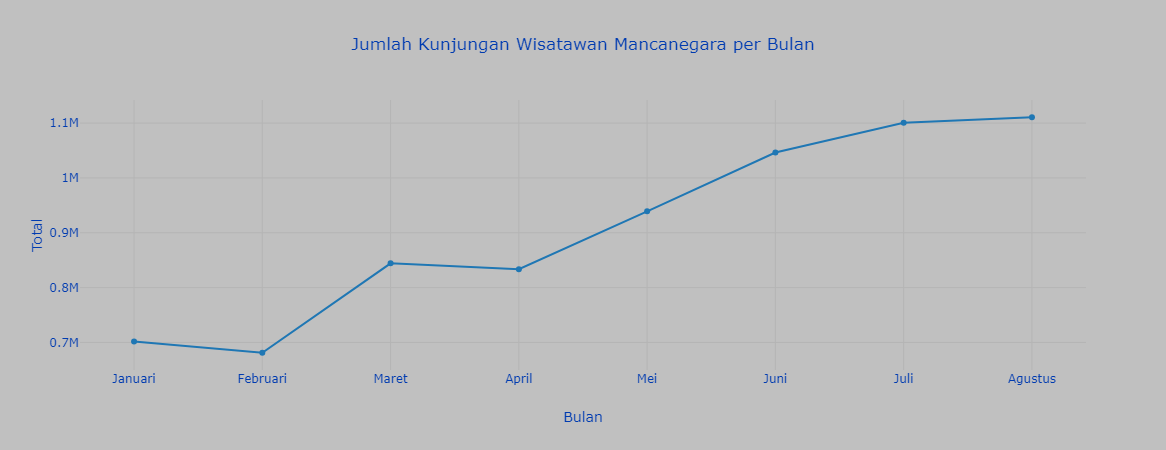 Jumlah Kunjungan Wisatawan Mancanegara per Bulan
1.1M
1M
0.9M
0.8M
0.7M
Total
Januari Februari Maret April Mei Juni Juli Agustus
Bulan